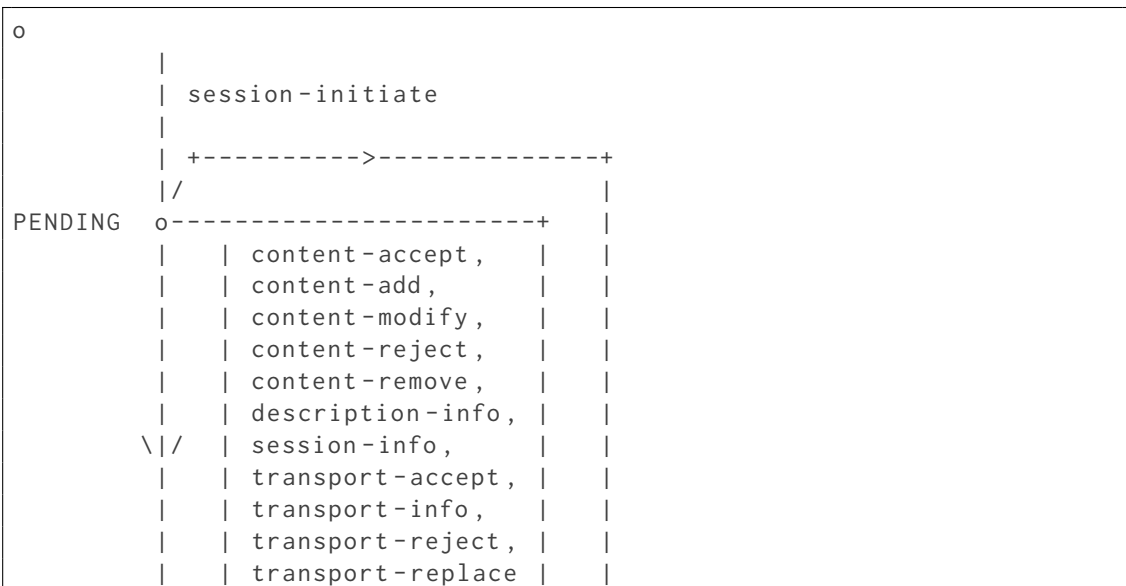 o
          |
          | session-initiate
          |
          | +---------->--------------+
          |/                          |
PENDING   o-----------------------+   |
          |   | content-accept,   |   |
          |   | content-add,      |   |
          |   | content-modify,   |   |
          |   | content-reject,   |   |
          |   | content-remove,   |   |
          |   | description-info, |   |
         \|/  | session-info,     |   |
          |   | transport-accept, |   |
          |   | transport-info,   |   |
          |   | transport-reject, |   |
          |   | transport-replace |   |